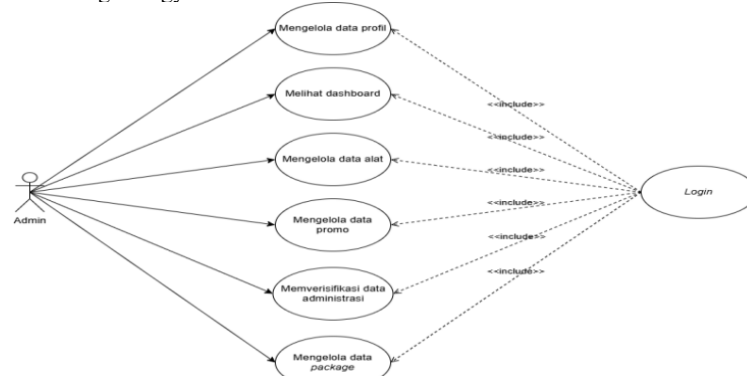 Mengelola data profil
Melihat dashboard
<<include>>
<<include>>
Mengelola data alat
<<include>>
Login
Admin
Mengelola data
promo
<<include>>
<<include>>
Memverisifikasi data
administrasi
<<include>>
Mengelola data
package